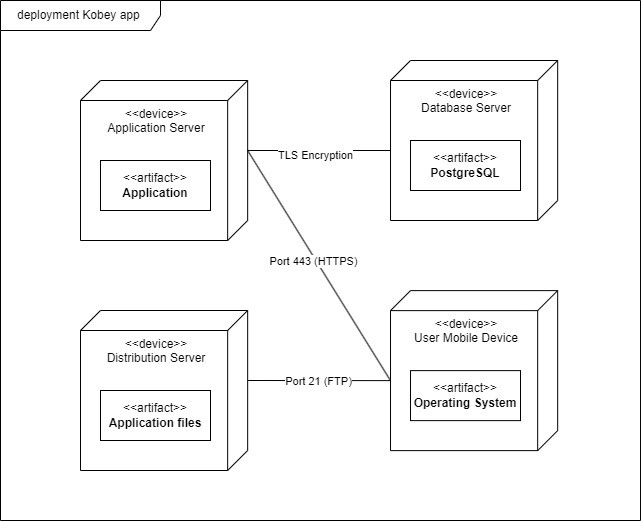 deployment Kobey app
<<device>>
Application Server
<<artifact>>
Application
<<device>>
Database Server
<<artifact>>
PostgreSQL
TLS Encryption
Port 443 (HTTPS)
<<device>>
Distribution Server
<<artifact>>
Application files
<<device>>
User Mobile Device
<<artifact>>
Operating System
Port 21 (FTP)